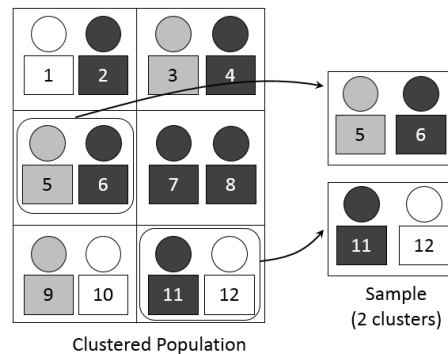 1 2 3 4
5 6 7 8
9 10 11 12
Clustered Population
5 6
11 12
Sample
(2 clusters)